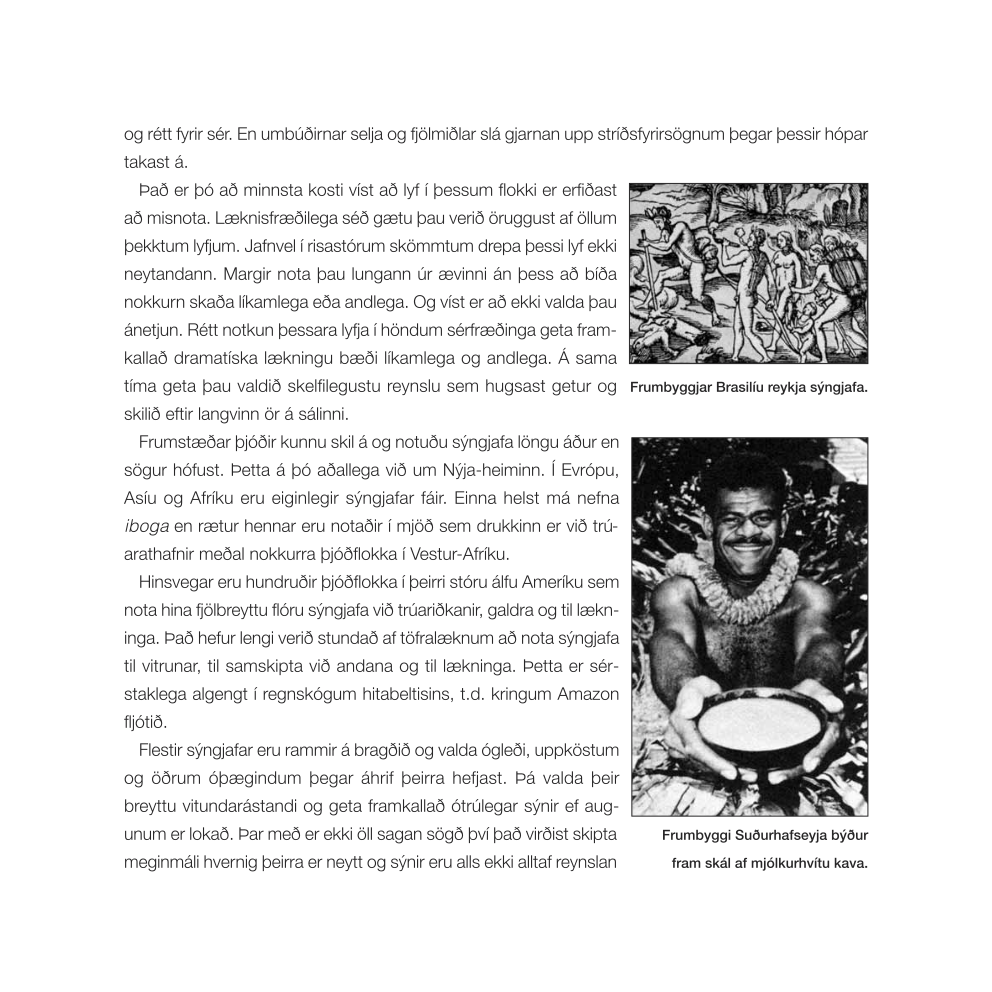 og rétt fyrir sér. En umbúðirnar selja og fjölmiðlar slá gjarnan upp stríðsfyrirsögnum þegar þessir hópar
takast á.
Það er þó að minnsta kosti víst að lyf í þessum flokki er erfiðast
að misnota. Læknisfræðilega séð gætu þau verið öruggust af öllum
þekktum lyfjum. Jafnvel í risastórum skömmtum drepa þessi lyf ekki
neytandann. Margir nota þau lungann úr ævinni án þess að bíða
nokkurn skaða líkamlega eða andlega. Og víst er að ekki valda þau
ánetjun. Rétt notkun þessara lyfja í höndum sérfræðinga geta fram-
kallað dramatíska lækningu bæði líkamlega og andlega. Á sama
tíma geta þau valdið skelfilegustu reynslu sem hugsast getur og
skilið eftir langvinn ör á sálinni.
Frumstæðar þjóðir kunnu skil á og notuðu sýngjafa löngu áður en
sögur hófust. Þetta á þó aðallega við um Nýja-heiminn. Í Evrópu,
Asíu og Afríku eru eiginlegir sýngjafar fáir. Einna helst má nefna
iboga en rætur hennar eru notaðir í mjöð sem drukkinn er við trú-
arathafnir meðal nokkurra þjóðflokka í Vestur-Afríku.
Hinsvegar eru hundruðir þjóðflokka í þeirri stóru álfu Ameríku sem
nota hina fjölbreyttu flóru sýngjafa við trúariðkanir, galdra og til lækn-
inga. Það hefur lengi verið stundað af töfralæknum að nota sýngjafa
til vitrunar, til samskipta við andana og til lækninga. Þetta er sér-
staklega algengt í regnskógum hitabeltisins, t.d. kringum Amazon
fljótið.
Flestir sýngjafar eru rammir á bragðið og valda ógleði, uppköstum
og öðrum óþægindum þegar áhrif þeirra hefjast. Þá valda þeir
breyttu vitundarástandi og geta framkallað ótrúlegar sýnir ef aug-
unum er lokað. Þar með er ekki öll sagan sögð því það virðist skipta
meginmáli hvernig þeirra er neytt og sýnir eru alls ekki alltaf reynslan
Frumbyggjar Brasilíu reykja sýngjafa.
Frumbyggi Suðurhafseyja býður
fram skál af mjólkurhvítu kava.